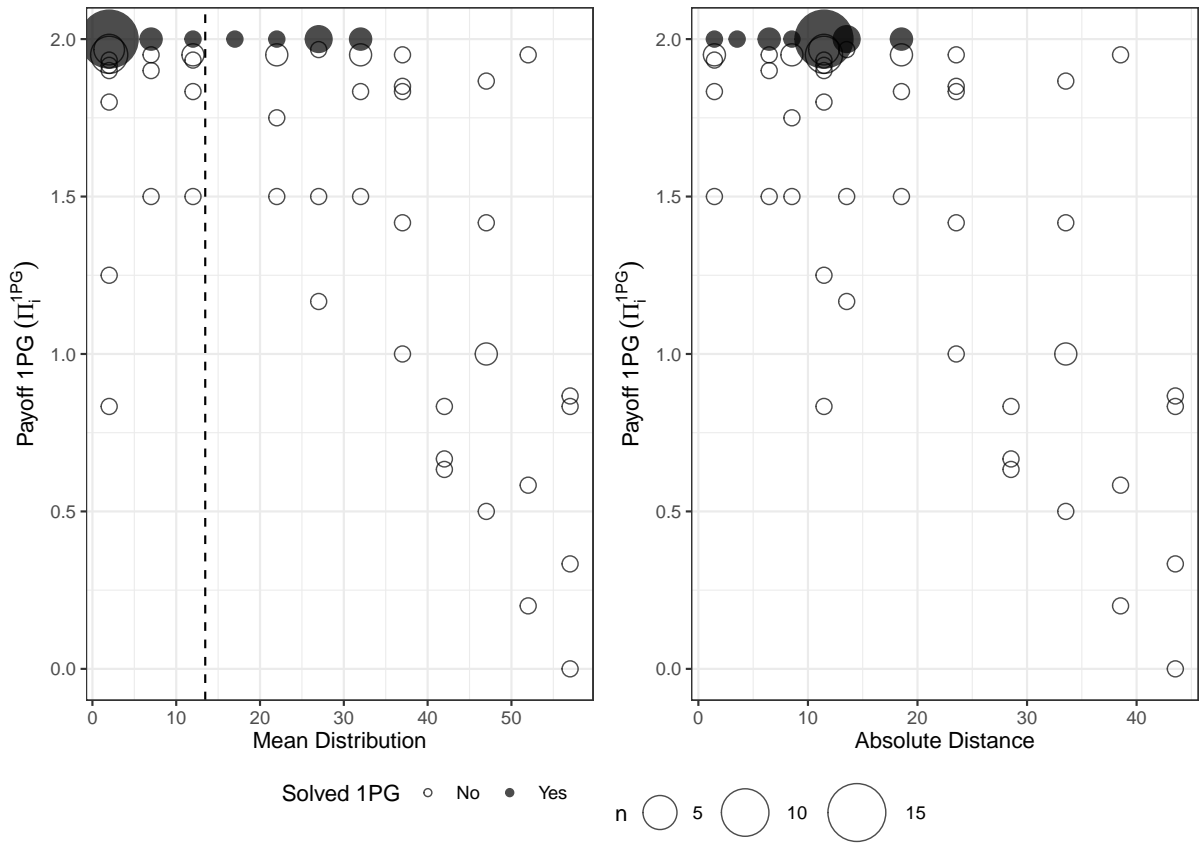 Payoff 1PG (Π_i^{1PG})
2.0
1.5
1.0
0.5
0.0
0 10 20 30 40 50
Mean Distribution
Payoff 1PG (Π_i^{1PG})
2.0
1.5
1.0
0.5
0.0
0 10 20 30 40
Absolute Distance
Solved 1PG No Yes
n 5 10 15